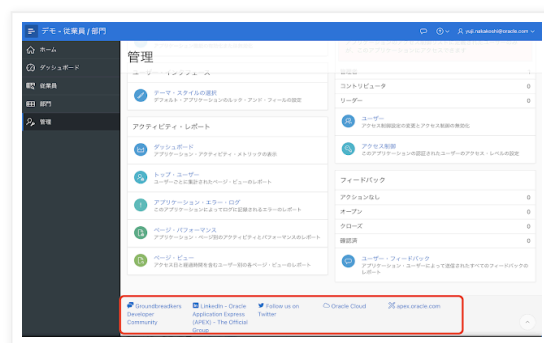 デモ - 従業員 / 部門
yuji.nakakoshi@oracle.com
ホーム
ダッシュボード
従業員
部門
管理
管理
テーマ・スタイルの選択
デフォルト・アプリケーションのルック・アンド・フィールの設定
アクティビティ・レポート
ダッシュボード
アプリケーション・アクティビティ・メトリックの表示
トップ・ユーザー
ユーザーごとに集計されたページ・ビューのレポート
アプリケーション・エラー・ログ
このアプリケーションによってログに記録されまエラーのレポート
ページ・パフォーマンス
アプリケーション・ページ別のアクティビティとパフォーマンスのレポート
ページ・ビュー
アクセス日と経過時間を含むユーザー別の各ページ・ビューのレポート
コントリビュータ 0
リーダー 0
ユーザー
アクセス制御設定の変更とアクセス制御の無効化
アクセス制御
このアプリケーションの認証されたユーザーのアクセス・レベルの設定
フィードバック
アクションなし 0
オープン 0
クローズ 0
確認済 0
ユーザー・フィードバック
アプリケーション・ユーザーによって送信されたすべてのフィードバックの
レポート
Groundbreakers
Developer
Community
LinkedIn - Oracle
Application Express
(APEX) - The Official
Group
Follow us on
Twitter
Oracle Cloud
apex.oracle.com